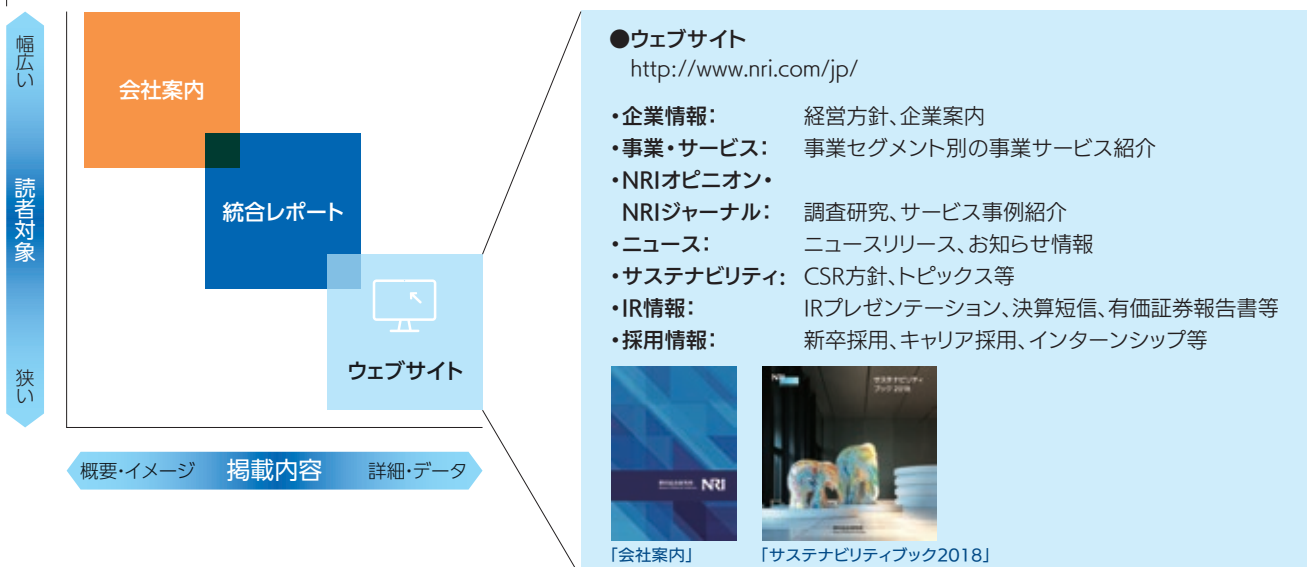 幅広い
読者対象
狭い
会社案内
統合レポート
ウェブサイト
概要・イメージ 掲載内容 詳細・データ
●ウェブサイト
http://www.nri.com/jp/
・企業情報： 経営方針、企業案内
・事業・サービス： 事業セグメント別の事業サービス紹介
・NRIオピニオン・
NRIジャーナル： 調査研究、サービス事例紹介
・ニュース： ニュースリリース、お知らせ情報
・サステナビリティ： CSR方針、トピックス等
・IR情報： IRプレゼンテーション、決算短信、有価証券報告書等
・採用情報： 新卒採用、キャリア採用、インターンシップ等
NRI
NRI
サステナビリティ
ブック 2018
「会社案内」 「サステナビリティブック2018」